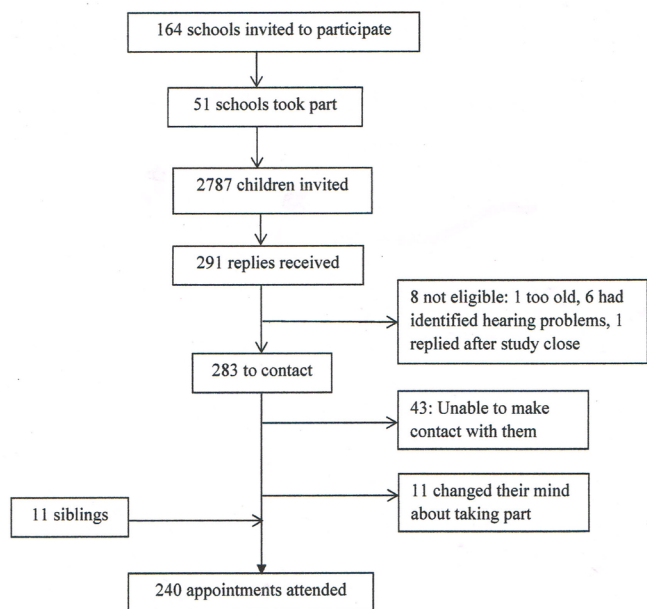 164 schools invited to participate
51 schools took part
2787 children invited
291 replies received
8 not eligible: 1 too old, 6 had
identified hearing problems, 1
replied after study close
283 to contact
43: Unable to make
contact with them
11 changed their mind
about taking part
11 siblings
240 appointments attended